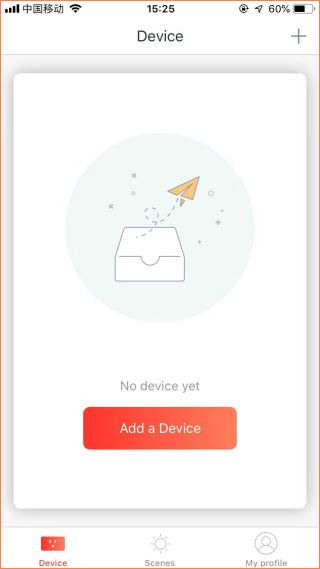 中国移动 15:25 60%
Device
No device yet
Add a Device
Device Scenes My profile